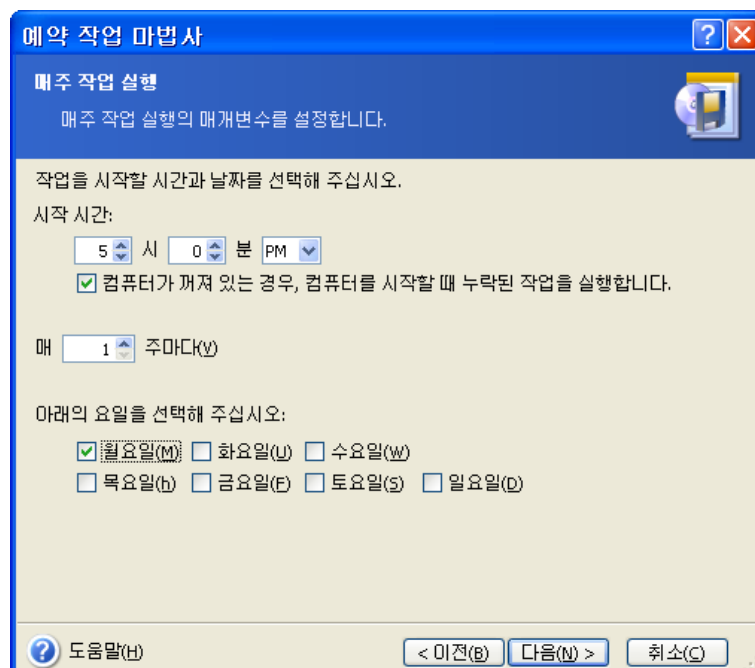 예약 작업 마법사
매주 작업 실행
매주 작업 실행의 매개변수를 설정합니다.
작업을 시작할 시간과 날짜를 선택해 주십시오.
시작 시간:
5 시 0 분 PM
컴퓨터가 꺼져 있는 경우, 컴퓨터를 시작할 때 누락된 작업을 실행합니다.
매 1 주마다(V)
아래의 요일을 선택해 주십시오:
월요일(M) 화요일(U) 수요일(W)
목요일(h) 금요일(F) 토요일(S) 일요일(D)
도움말(H) < 이전(B) 다음(N) > 취소(C)